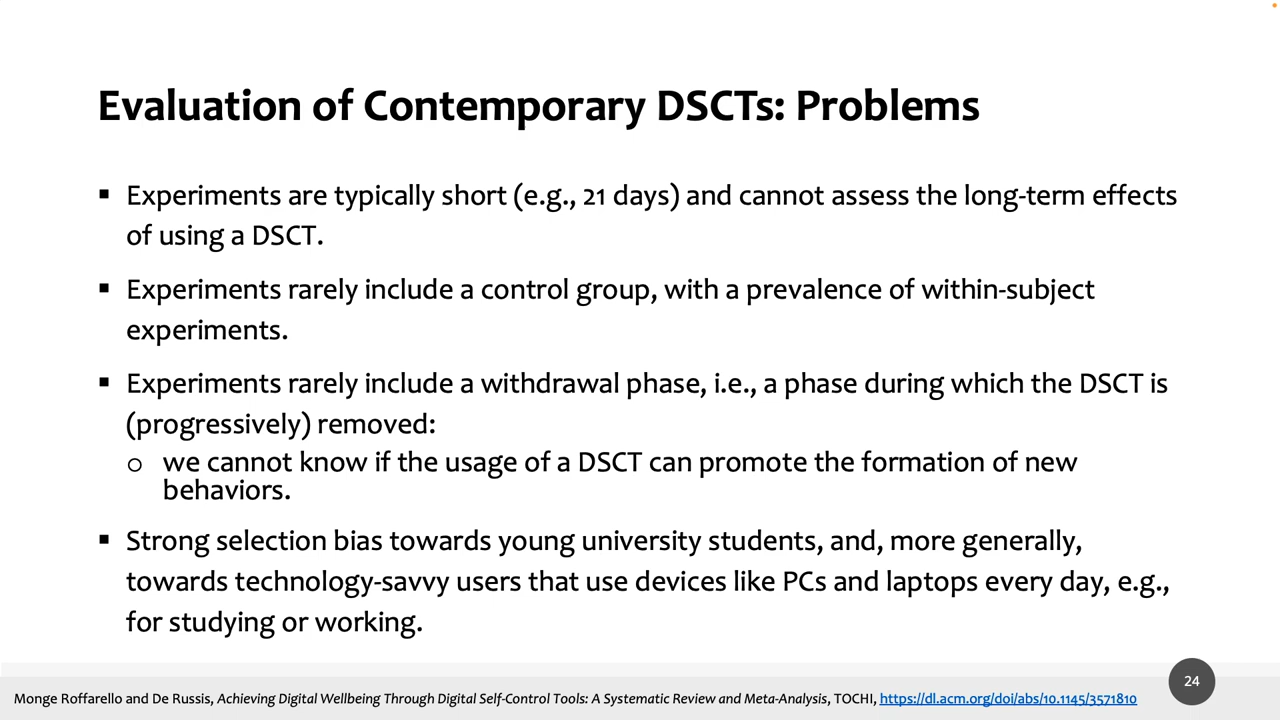 Evaluation of Contemporary DSCTs: Problems
▪ Experiments are typically short (e.g., 21 days) and cannot assess the long-term effects
of using a DSCT.
▪ Experiments rarely include a control group, with a prevalence of within-subject
experiments.
▪ Experiments rarely include a withdrawal phase, i.e., a phase during which the DSCT is
(progressively) removed:
o we cannot know if the usage of a DSCT can promote the formation of new
behaviors.
▪ Strong selection bias towards young university students, and, more generally,
towards technology-savvy users that use devices like PCs and laptops every day, e.g.,
for studying or working.
24
Monge Roffarello and De Russis, Achieving Digital Wellbeing Through Digital Self-Control Tools: A Systematic Review and Meta-Analysis, TOCHI, https://dl.acm.org/doi/abs/10.1145/3571810